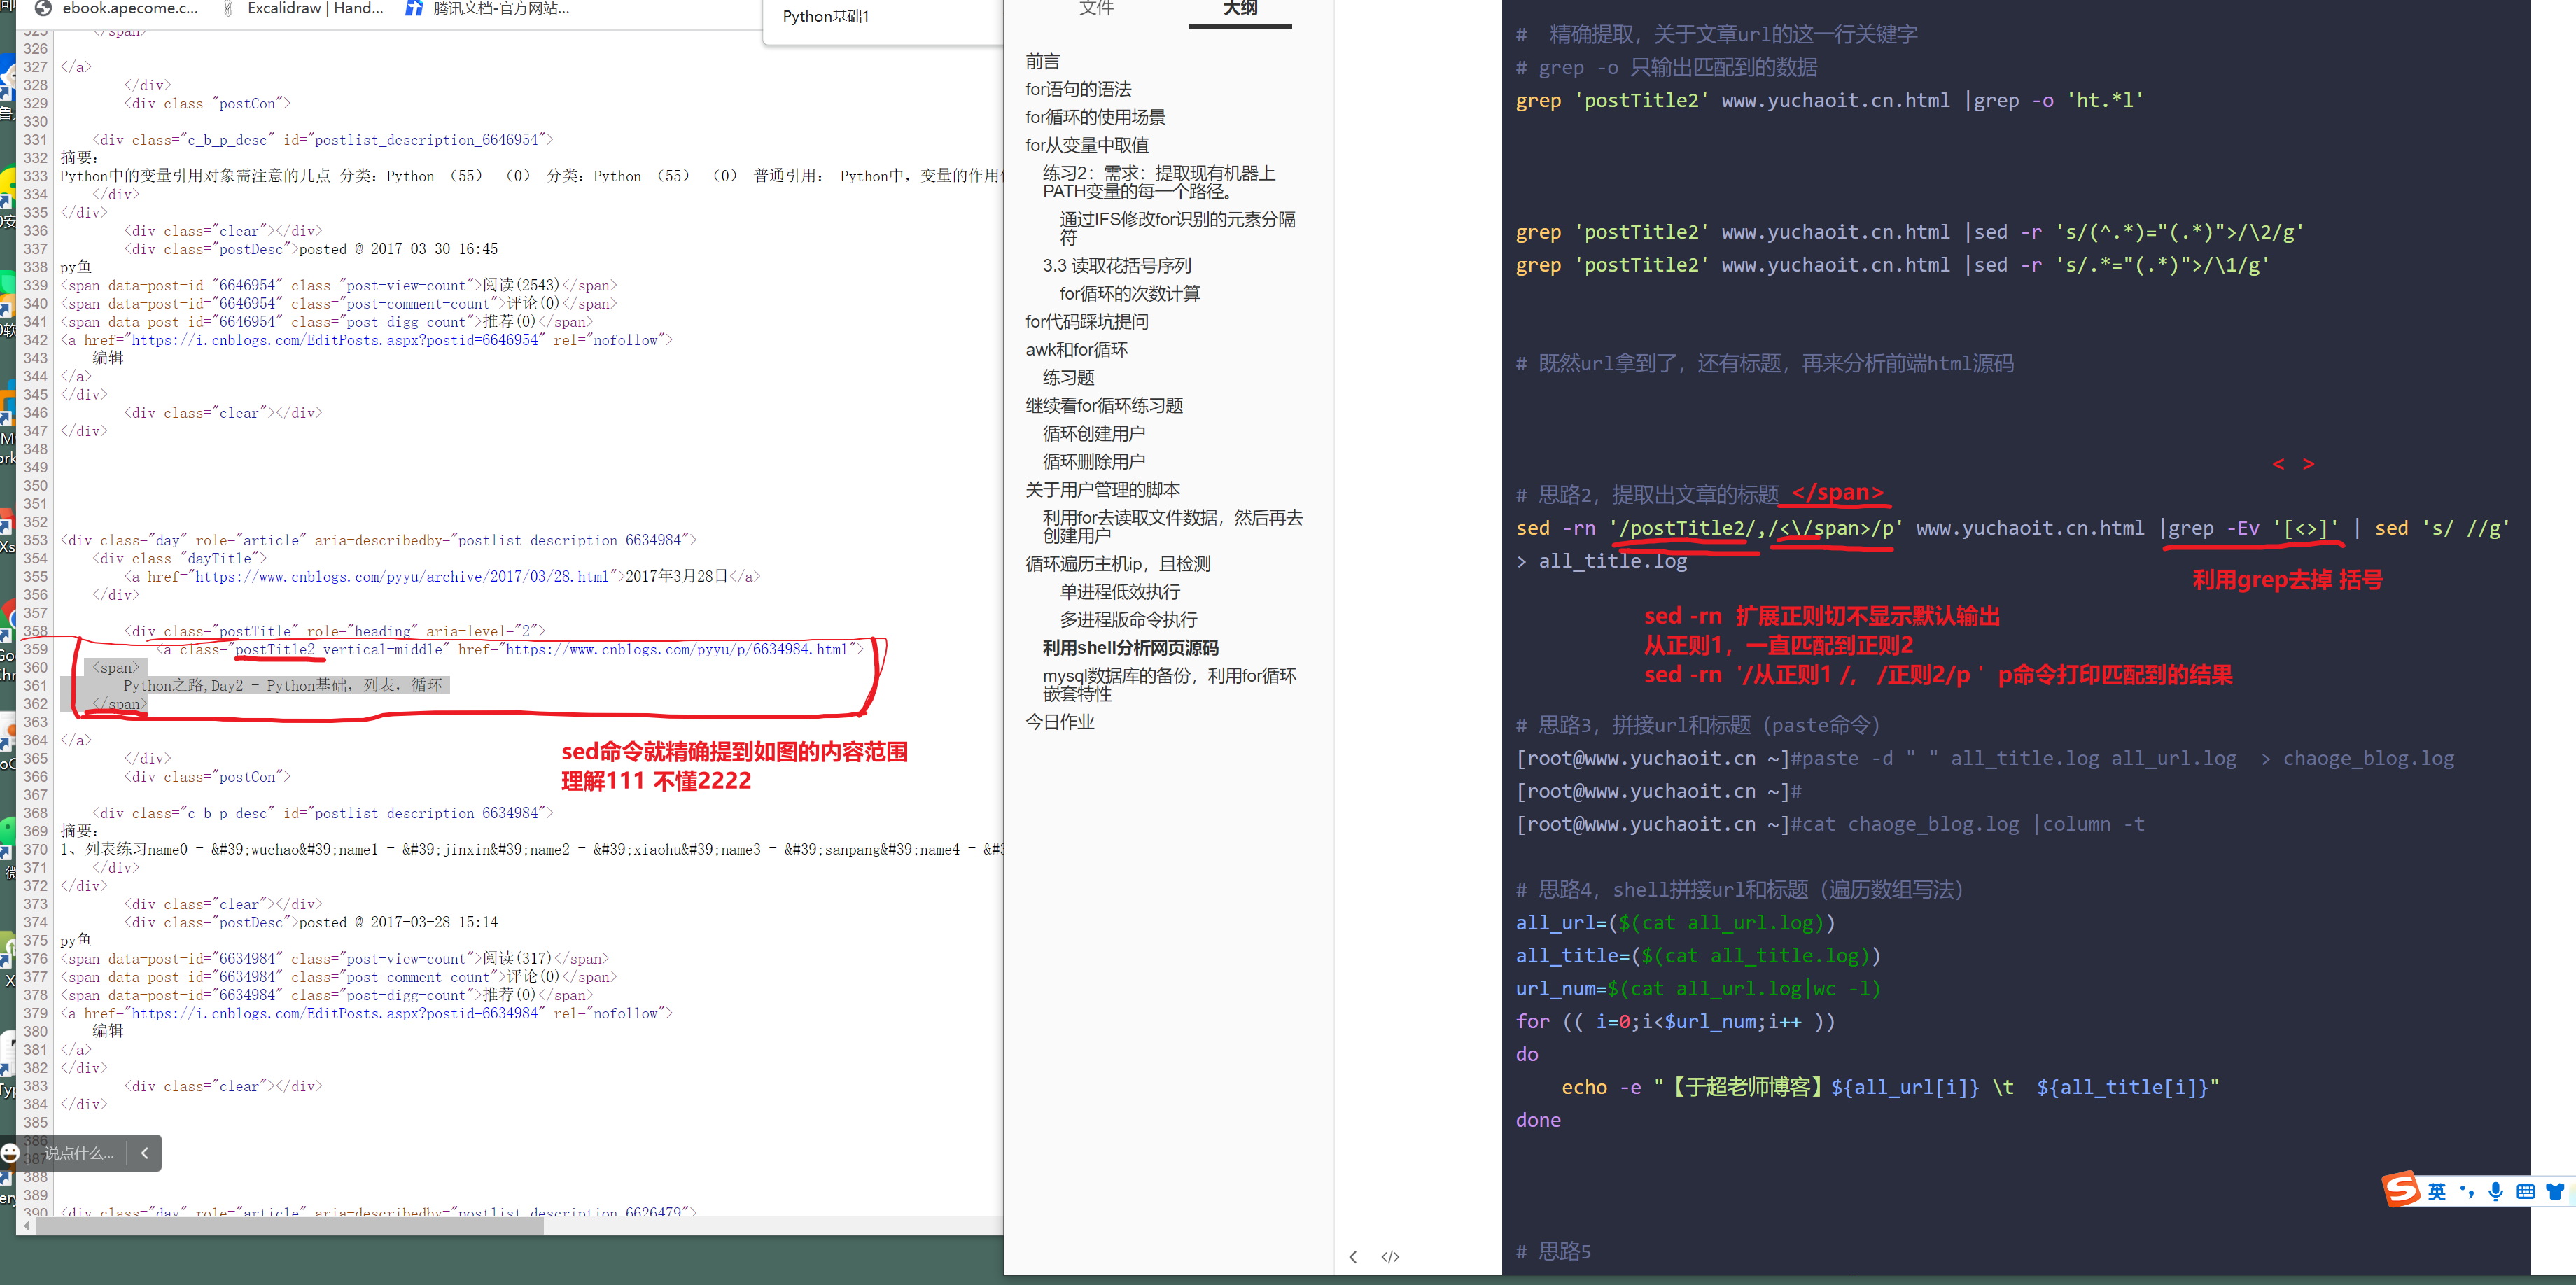 ebook.apecome.c...
Excalidraw | Hand...
腾讯文档-官方网站...
Python基础1
325 </span>
326
327 </a>
328 </div>
329 <div class="postCon">
330
331 <div class="c_b_p_desc" id="postlist_description_6646954">
332 摘要：
333 Python中的变量引用对象需注意的几点 分类：Python （55） （0） 分类：Python （55） （0） 普通引用： Python中，变量的作用
334 </div>
335 </div>
336 <div class="clear"></div>
337 <div class="postDesc">posted @ 2017-03-30 16:45
338 py鱼
339 <span data-post-id="6646954" class="post-view-count">阅读(2543)</span>
340 <span data-post-id="6646954" class="post-comment-count">评论(0)</span>
341 <span data-post-id="6646954" class="post-digg-count">推荐(0)</span>
342 <a href="https://i.cnblogs.com/EditPosts.aspx?postid=6646954" rel="nofollow">
343 编辑
344 </a>
345 </div>
346 <div class="clear"></div>
347 </div>
348
349
350
351
352
353 <div class="day" role="article" aria-describedby="postlist_description_6634984">
354 <div class="dayTitle">
355 <a href="https://www.cnblogs.com/pyyu/archive/2017/03/28.html">2017年3月28日</a>
356 </div>
357
358 <div class="postTitle" role="heading" aria-level="2">
359 <a class="postTitle2 vertical-middle" href="https://www.cnblogs.com/pyyu/p/6634984.html">
360 <span>
361 Python之路,Day2 - Python基础，列表，循环
362 </span>
363
364 </a>
365 </div>
366 <div class="postCon">
367
368 <div class="c_b_p_desc" id="postlist_description_6634984">
369 摘要：
370 1、列表练习name0 = &#39;wuchao&#39;name1 = &#39;jinxin&#39;name2 = &#39;xiaohu&#39;name3 = &#39;sanpang&#39;name4 = &#3
371 </div>
372 </div>
373 <div class="clear"></div>
374 <div class="postDesc">posted @ 2017-03-28 15:14
375 py鱼
376 <span data-post-id="6634984" class="post-view-count">阅读(317)</span>
377 <span data-post-id="6634984" class="post-comment-count">评论(0)</span>
378 <span data-post-id="6634984" class="post-digg-count">推荐(0)</span>
379 <a href="https://i.cnblogs.com/EditPosts.aspx?postid=6634984" rel="nofollow">
380 编辑
381 </a>
382 </div>
383 <div class="clear"></div>
384 </div>
385
386
387
388
389
390 <div class="day" role="article" aria-describedby="postlist_description_6626479">
sed命令就精确提到如图的内容范围
理解111 不懂2222
说点什么...
文件
大纲
前言
for语句的语法
for循环的使用场景
for从变量中取值
练习2：需求：提取现有机器上
PATH变量的每一个路径。
通过IFS修改for识别的元素分隔
符
3.3 读取花括号序列
for循环的次数计算
for代码踩坑提问
awk和for循环
练习题
继续看for循环练习题
循环创建用户
循环删除用户
关于用户管理的脚本
利用for去读取文件数据，然后再去
创建用户
循环遍历主机ip，且检测
单进程低效执行
多进程版命令执行
利用shell分析网页源码
mysql数据库的备份，利用for循环
嵌套特性
今日作业
# 精确提取，关于文章url的这一行关键字
# grep -o 只输出匹配到的数据
grep 'postTitle2' www.yuchaoit.cn.html |grep -o 'ht.*l'
grep 'postTitle2' www.yuchaoit.cn.html |sed -r 's/(^.*)="(.*)">/\2/g'
grep 'postTitle2' www.yuchaoit.cn.html |sed -r 's/.*="(.*)">/\1/g'
# 既然url拿到了，还有标题，再来分析前端html源码
< >
# 思路2，提取出文章的标题 </span>
sed -rn '/postTitle2/,/<\/span>/p' www.yuchaoit.cn.html |grep -Ev '[<>]' | sed 's/ //g'
> all_title.log
利用grep去掉 括号
sed -rn 扩展正则切不显示默认输出
从正则1，一直匹配到正则2
sed -rn '/从正则1 /， /正则2/p ' p命令打印匹配到的结果
# 思路3，拼接url和标题（paste命令）
[root@www.yuchaoit.cn ~]#paste -d " " all_title.log all_url.log > chaoge_blog.log
[root@www.yuchaoit.cn ~]#
[root@www.yuchaoit.cn ~]#cat chaoge_blog.log |column -t
# 思路4，shell拼接url和标题（遍历数组写法）
all_url=($(cat all_url.log))
all_title=($(cat all_title.log))
url_num=$(cat all_url.log|wc -l)
for (( i=0;i<$url_num;i++ ))
do
echo -e "【于超老师博客】${all_url[i]} \t ${all_title[i]}"
done
英
# 思路5